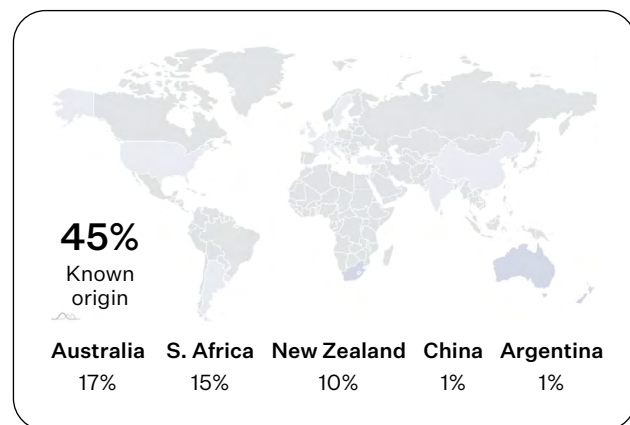 45%
Known
origin
Australia S. Africa New Zealand China Argentina
17% 15% 10% 1% 1%